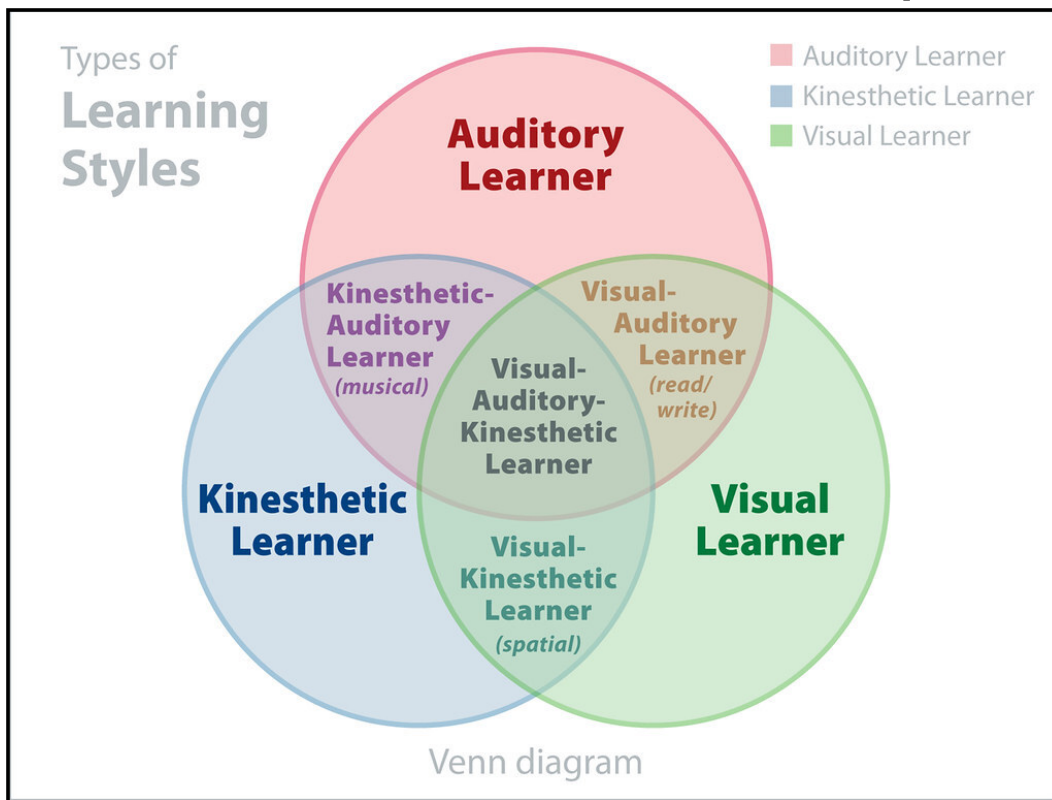 Types of
Learning
Styles
Auditory Learner
Kinesthetic Learner
Visual Learner
Auditory
Learner
Kinesthetic-
Auditory
Learner
(musical)
Visual-
Auditory
Learner
(read/
write)
Visual-
Auditory-
Kinesthetic
Learner
Kinesthetic
Learner
Visual
Learner
Visual-
Kinesthetic
Learner
(spatial)
Venn diagram